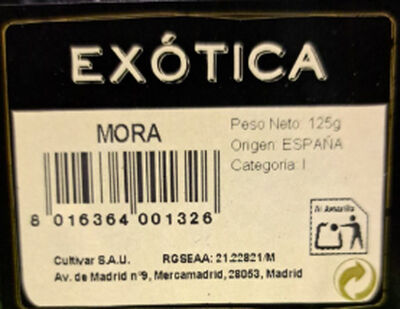 EXÓTICA
MORA
Peso Neto: 125g
Origen: ESPAÑA
Categoría: I
8 016364 001326
Al Amarillo
Cultivar S.A.U. RGSEAA: 21.22821/M
Av. de Madrid nº9, Mercamadrid, 28053, Madrid